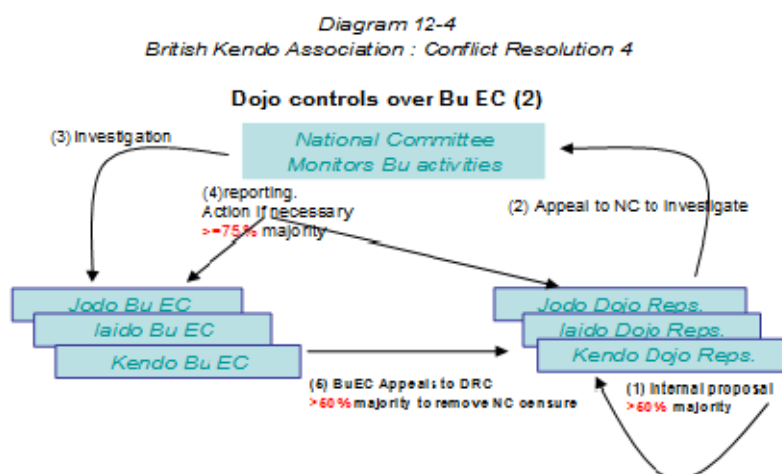 Diagram 12-4
British Kendo Association : Conflict Resolution 4
Dojo controls over Bu EC (2)
(3) Investigation
National Committee
Monitors Bu activities
(4)reporting.
Action if necessary
>=75% majority
(2) Appeal to NC to investigate
Jodo Bu EC
Iaido Bu EC
Kendo Bu EC
Jodo Dojo Reps.
Iaido Dojo Reps.
Kendo Dojo Reps.
(5) BuEC Appeals to DRC
>50% majority to remove NC censure
(1) Internal proposal
>50% majority